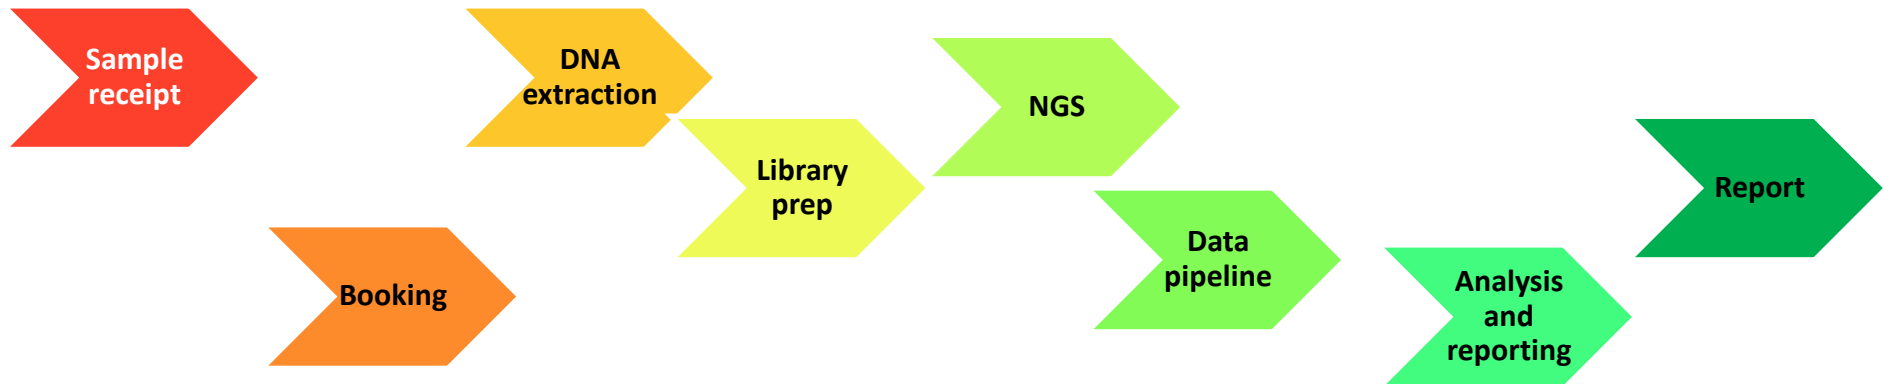 Sample
receipt
Booking
DNA
extraction
Library
prep
NGS
Data
pipeline
Analysis
and
reporting
Report